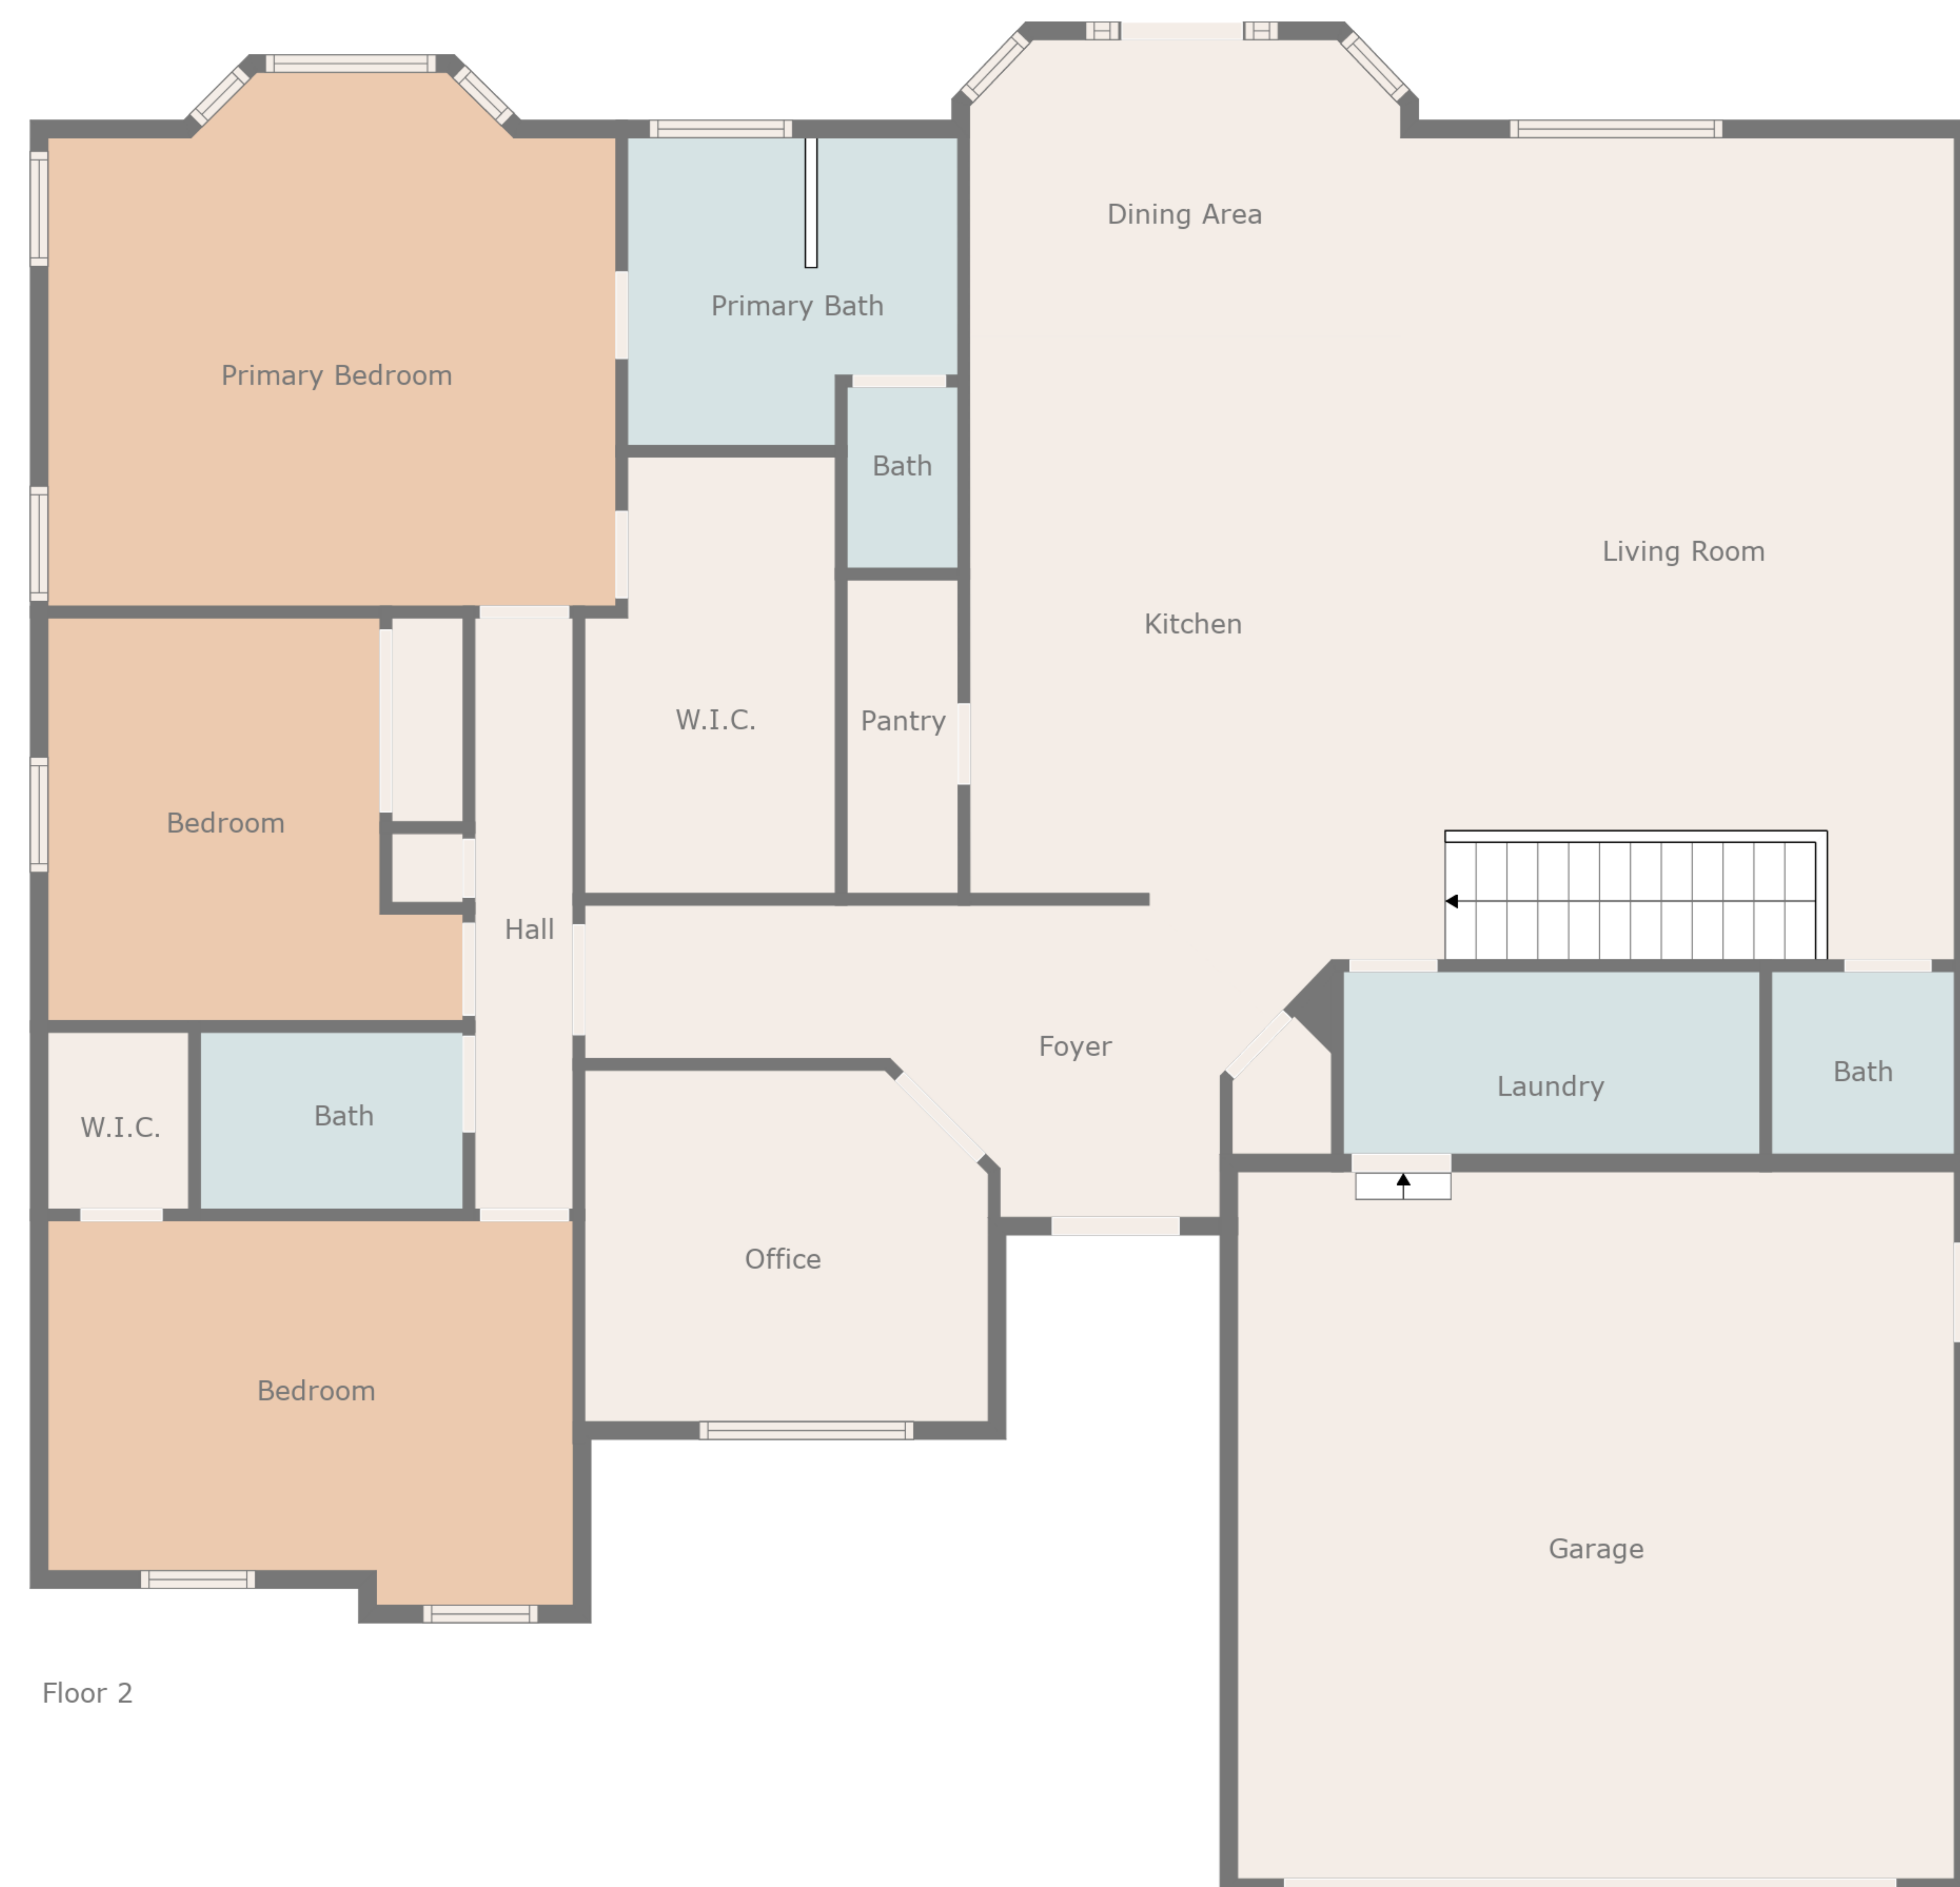 Dining Area
Primary Bath
Primary Bedroom
Bath
Living Room
Kitchen
W.I.C.
Pantry
Bedroom
Hall
Foyer
Bath
Laundry
W.I.C.
Bath
Office
Bedroom
Garage
Floor 2